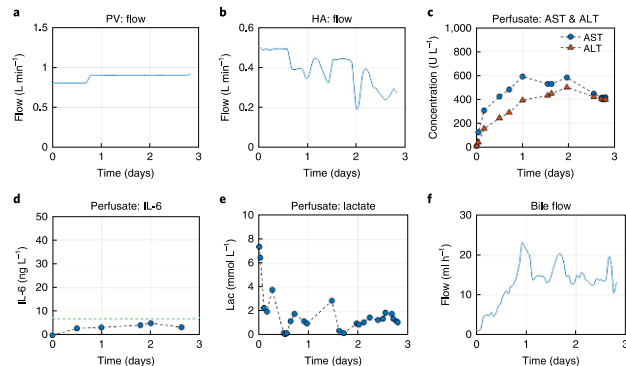 a
PV: flow
1.5
1.0
0.5
0
Flow (L min⁻¹)
0 1 2 3
Time (days)
b
HA: flow
0.6
0.4
0.2
0
Flow (L min⁻¹)
0 1 2 3
Time (days)
c
Perfusate: AST & ALT
AST
ALT
1,000
800
600
400
200
0
Concentration (U L⁻¹)
0 1 2 3
Time (days)
d
Perfusate: IL-6
50
40
30
20
10
0
IL-6 (ng L⁻¹)
0 1 2 3
Time (days)
e
Perfusate: lactate
8
6
4
2
0
Lac (mmol L⁻¹)
0 1 2 3
Time (days)
f
Bile flow
30
20
10
0
Flow (ml h⁻¹)
0 1 2 3
Time (days)